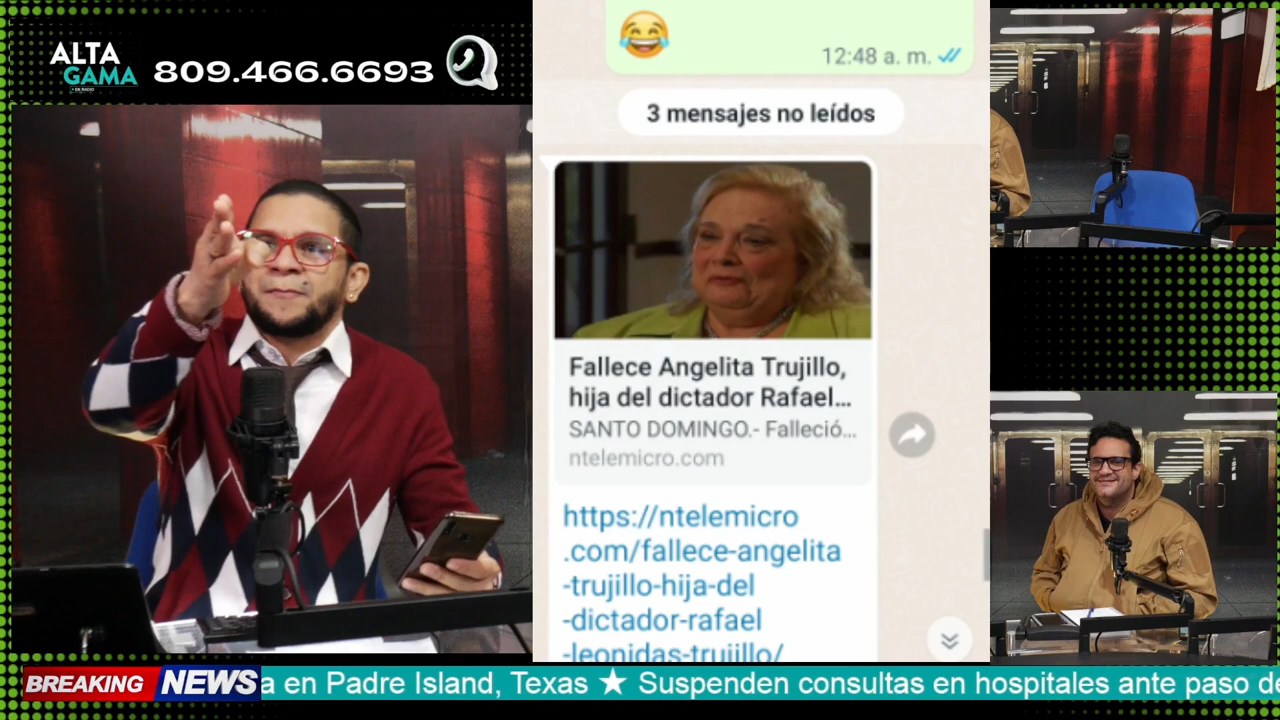 ALTA
GAMA
EN RADIO
809.466.6693
12:48 a. m.
3 mensajes no leídos
Fallece Angelita Trujillo,
hija del dictador Rafael...
SANTO DOMINGO.- Falleció...
ntelemicro.com
https://ntelemicro
.com/fallece-angelita
-trujillo-hija-del
-dictador-rafael
-leonidas-trujillo/
BREAKING NEWS a en Padre Island, Texas ★ Suspenden consultas en hospitales ante paso de